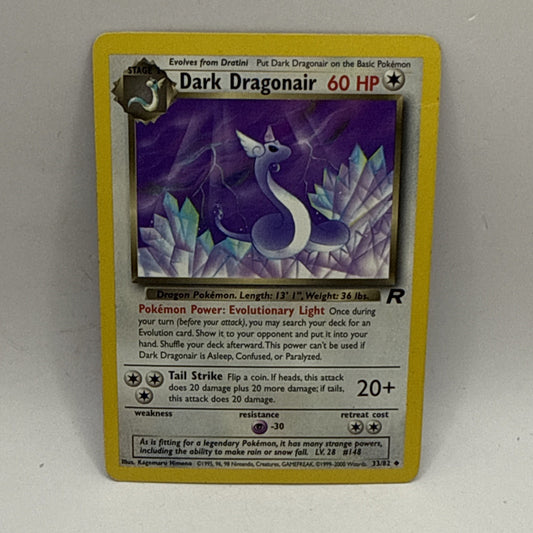 Evolves from Dratini Put Dark Dragonair on the Basic Pokémon
STAGE 1
Dark Dragonair 60 HP
Dragon Pokémon. Length: 13' 1", Weight: 36 lbs.
R
Pokémon Power: Evolutionary Light Once during
your turn (before your attack), you may search your deck for an
Evolution card. Show it to your opponent and put it into your
hand. Shuffle your deck afterward. This power can't be used if
Dark Dragonair is Asleep, Confused, or Paralyzed.
Tail Strike Flip a coin. If heads, this attack
does 20 damage plus 20 more damage; if tails,
this attack does 20 damage.
20+
weakness resistance retreat cost
-30
As is fitting for a legendary Pokémon, it has many strange powers,
including the ability to make rain or snow fall. LV. 28 #148
Illus. Kagemaru Himeno ©1995, 96, 98 Nintendo, Creatures, GAMEFREAK. ©1999-2000 Wizards. 33/82